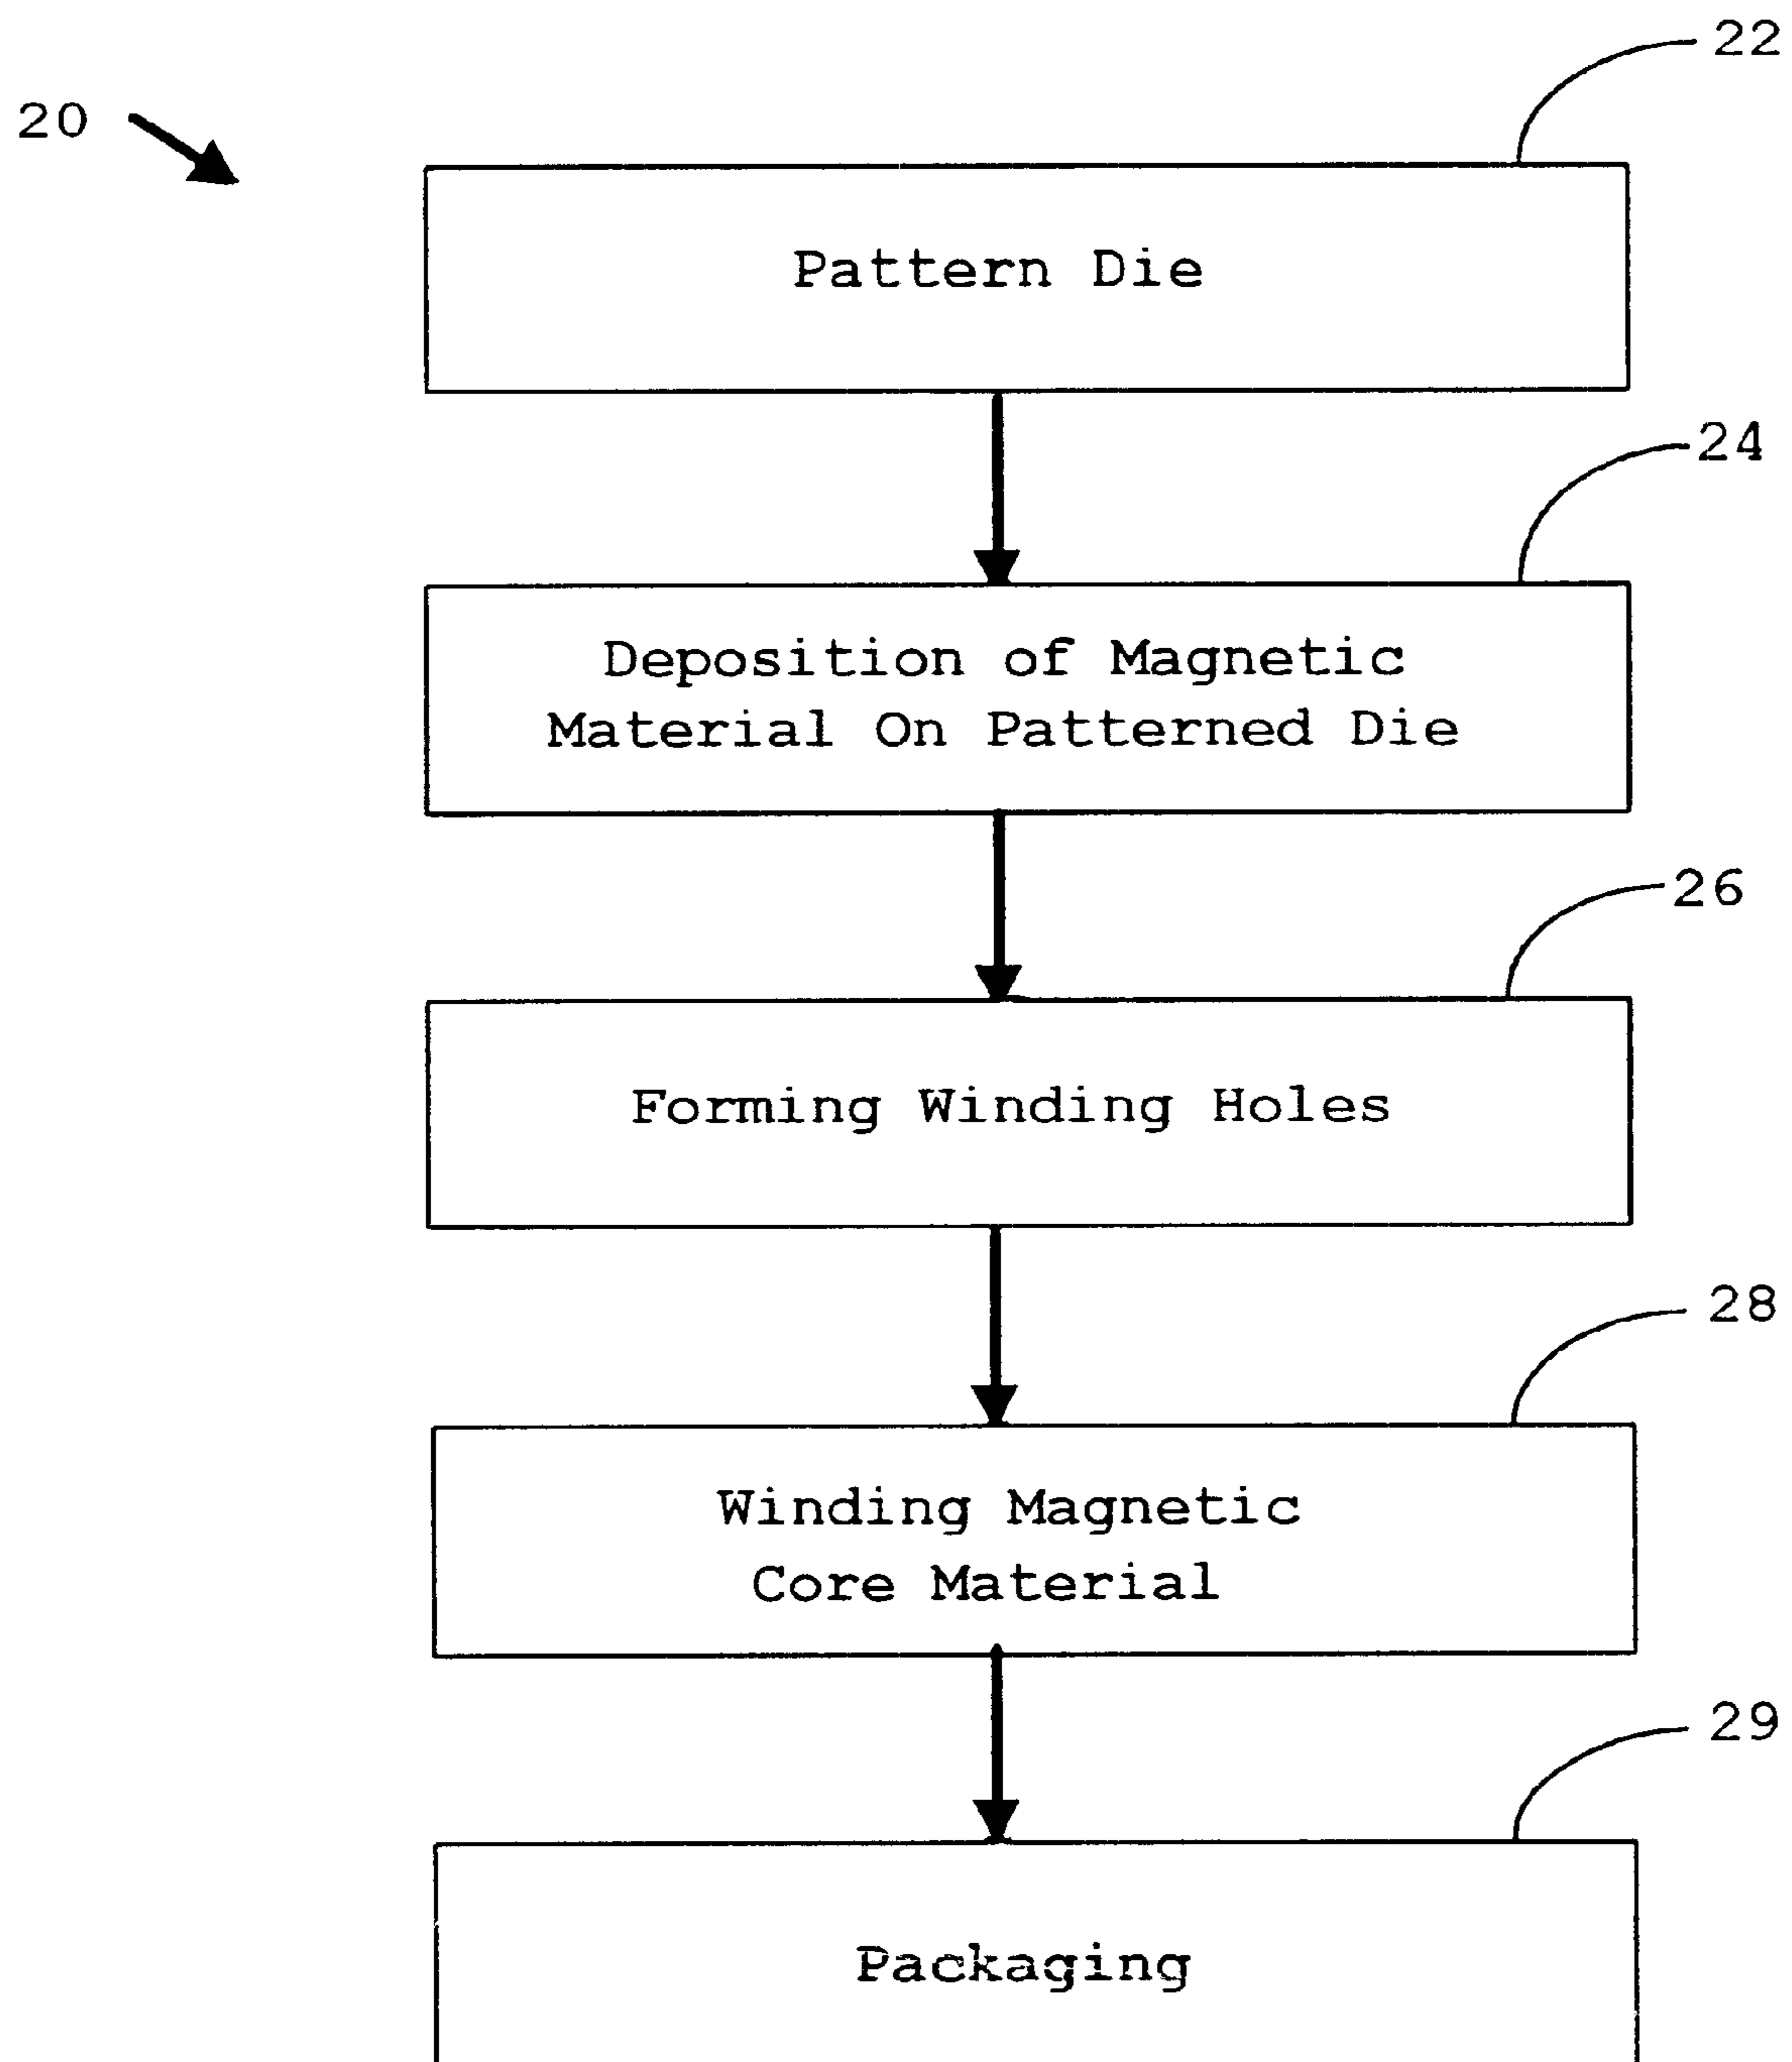 22
20
Pattern Die
24
Deposition of Magnetic
Material On Patterned Die
26
Forming Winding Holes
28
Winding Magnetic
Core Material
29
Packaging